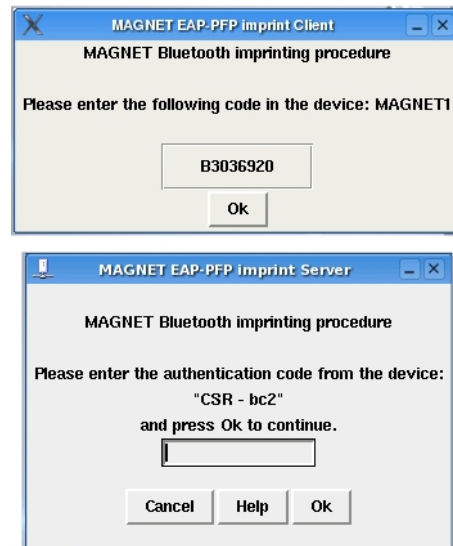 MAGNET EAP-PFP imprint Client
MAGNET Bluetooth imprinting procedure
Please enter the following code in the device: MAGNET1
B3036920
Ok
MAGNET EAP-PFP imprint Server
MAGNET Bluetooth imprinting procedure
Please enter the authentication code from the device:
"CSR - bc2"
and press Ok to continue.
Cancel Help Ok